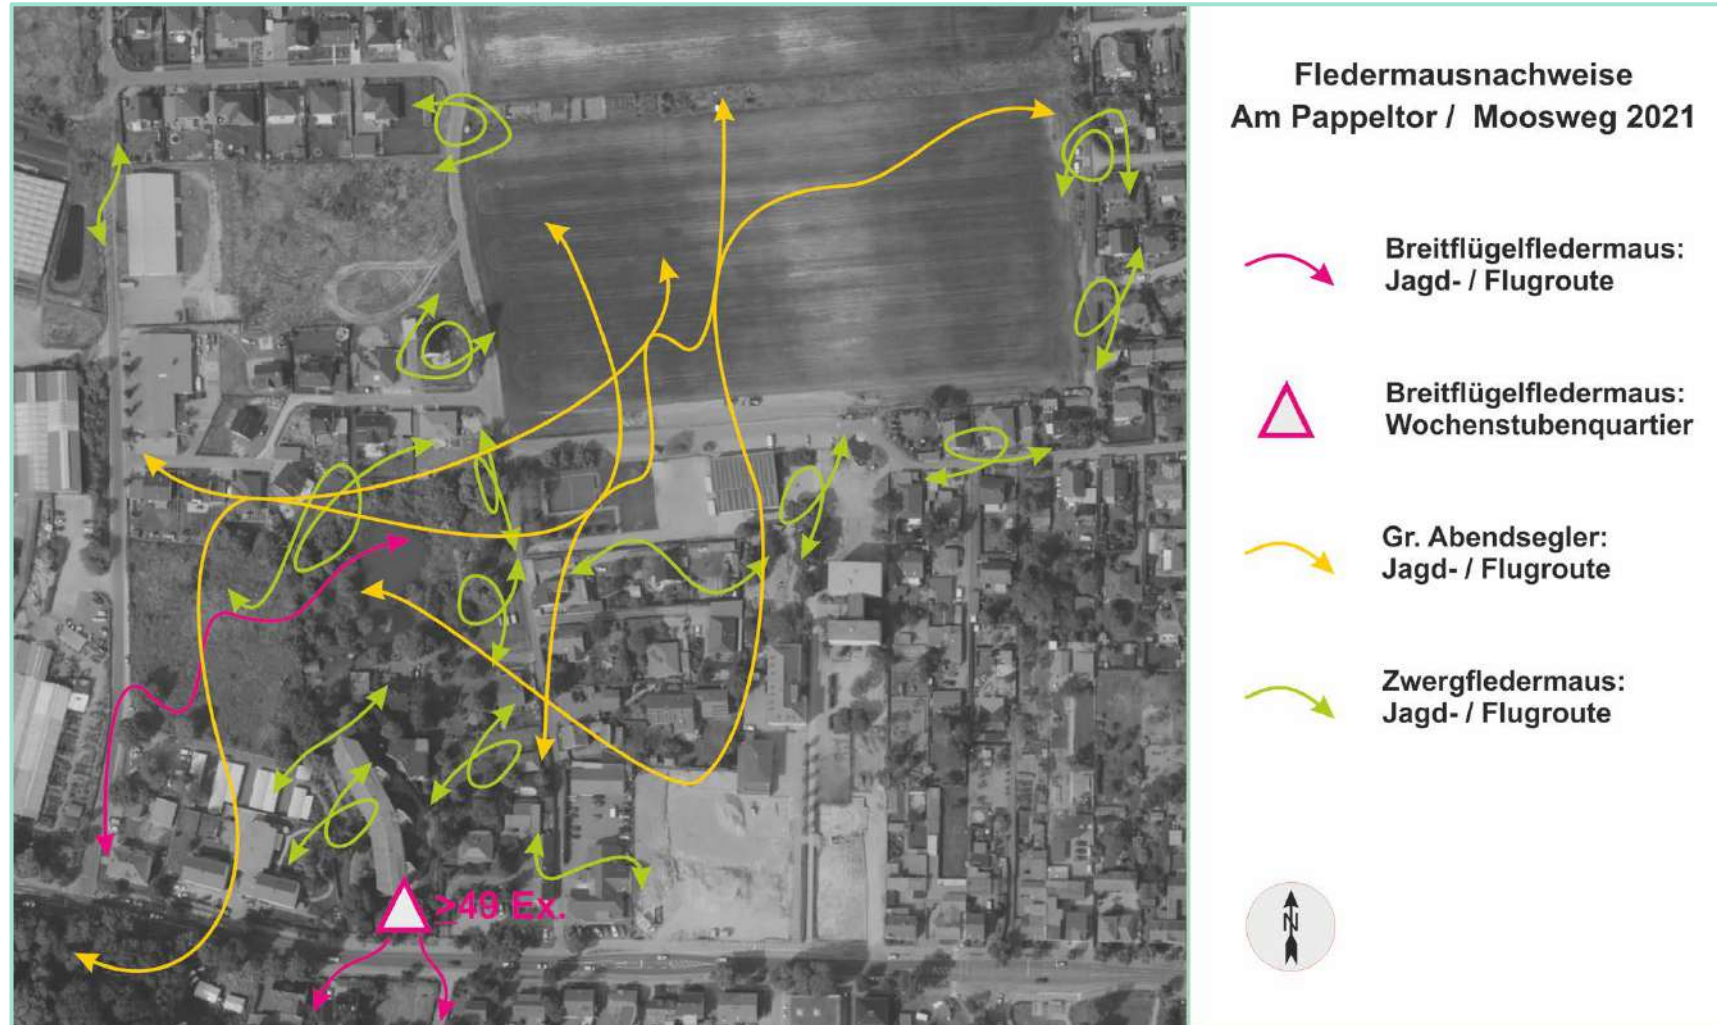 Fledermausnachweise
Am Pappeltor / Moosweg 2021
Breitflügelfledermaus:
Jagd- / Flugroute
Breitflügelfledermaus:
Wochenstubenquartier
Gr. Abendsegler:
Jagd- / Flugroute
Zwergfledermaus:
Jagd- / Flugroute
>49 Ex.
N